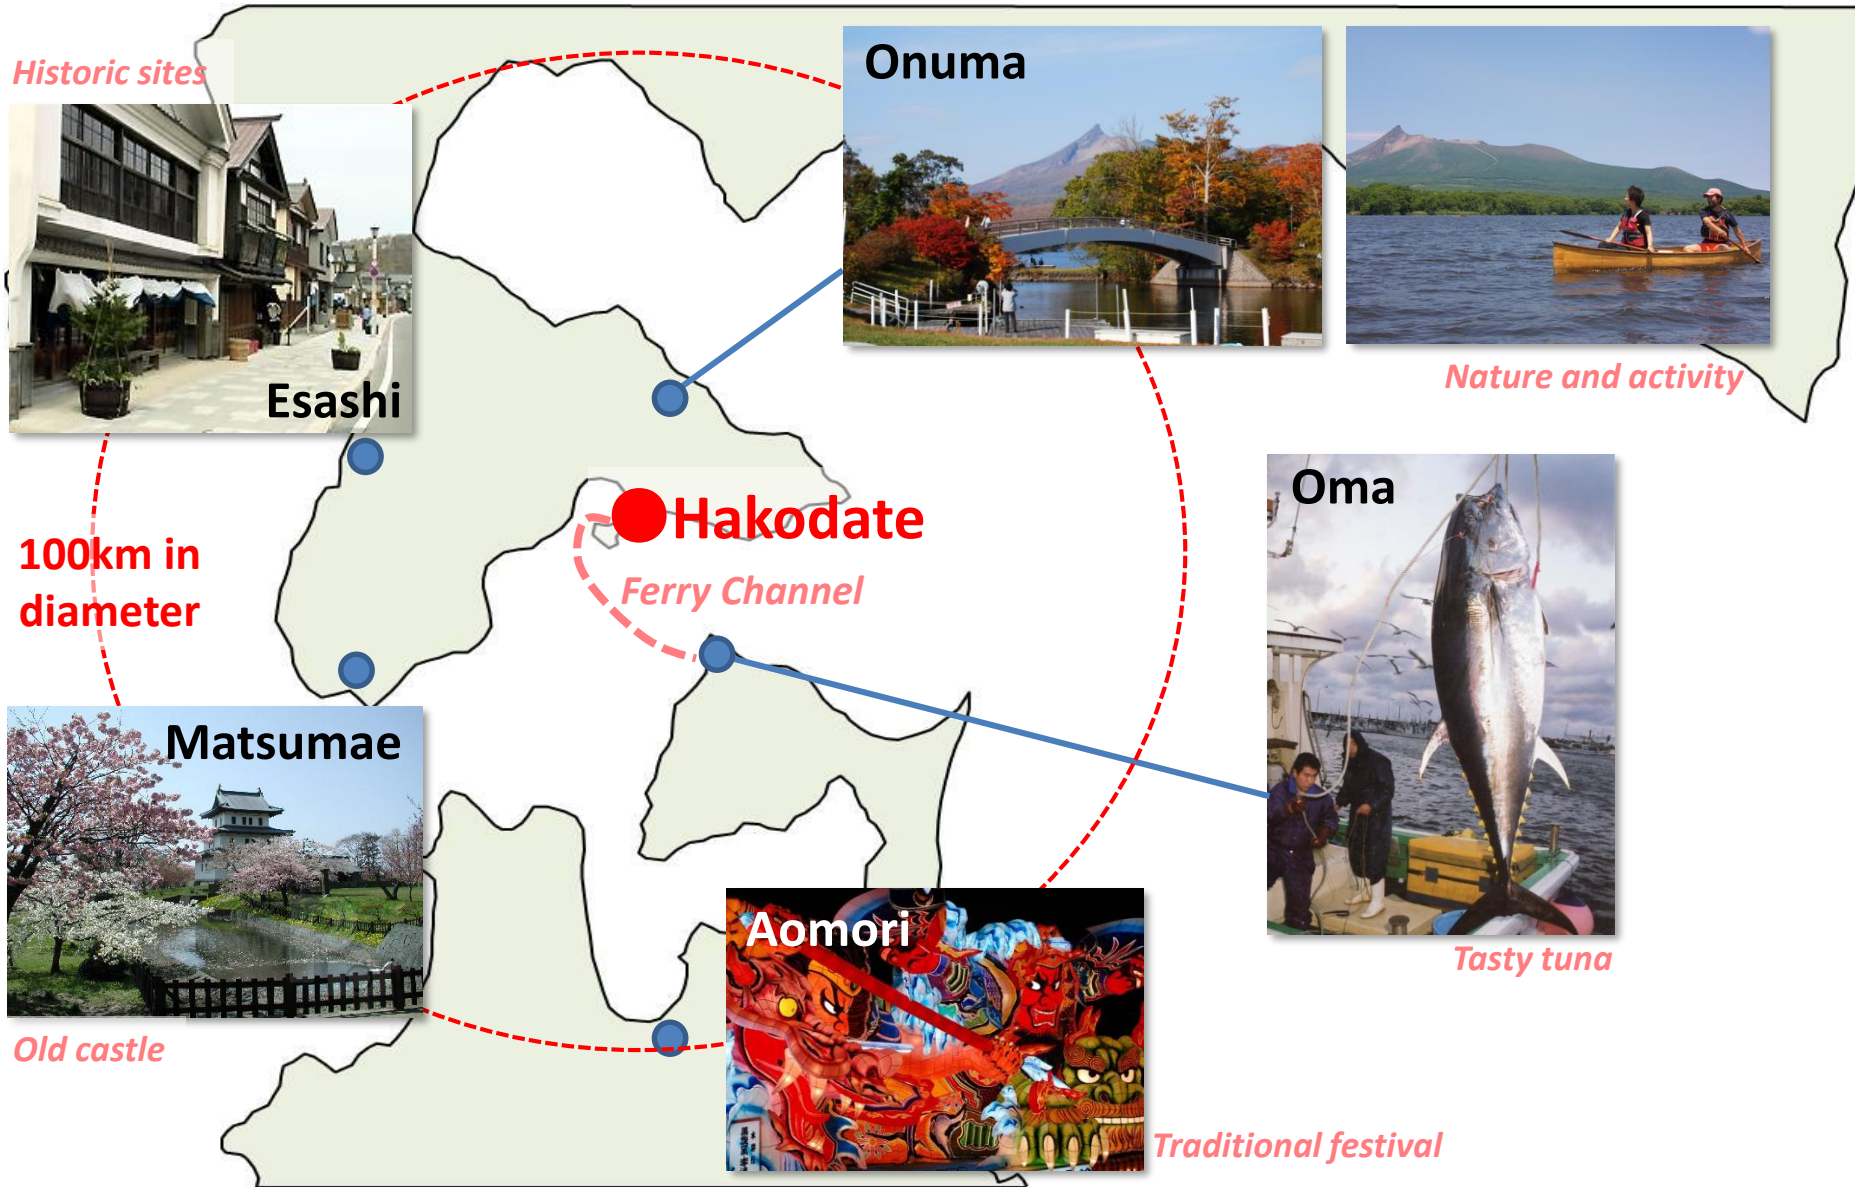 Historic sites
Esashi
Onuma
Nature and activity
Hakodate
Ferry Channel
100km in
diameter
Oma
Tasty tuna
Matsumae
Old castle
Aomori
Traditional festival